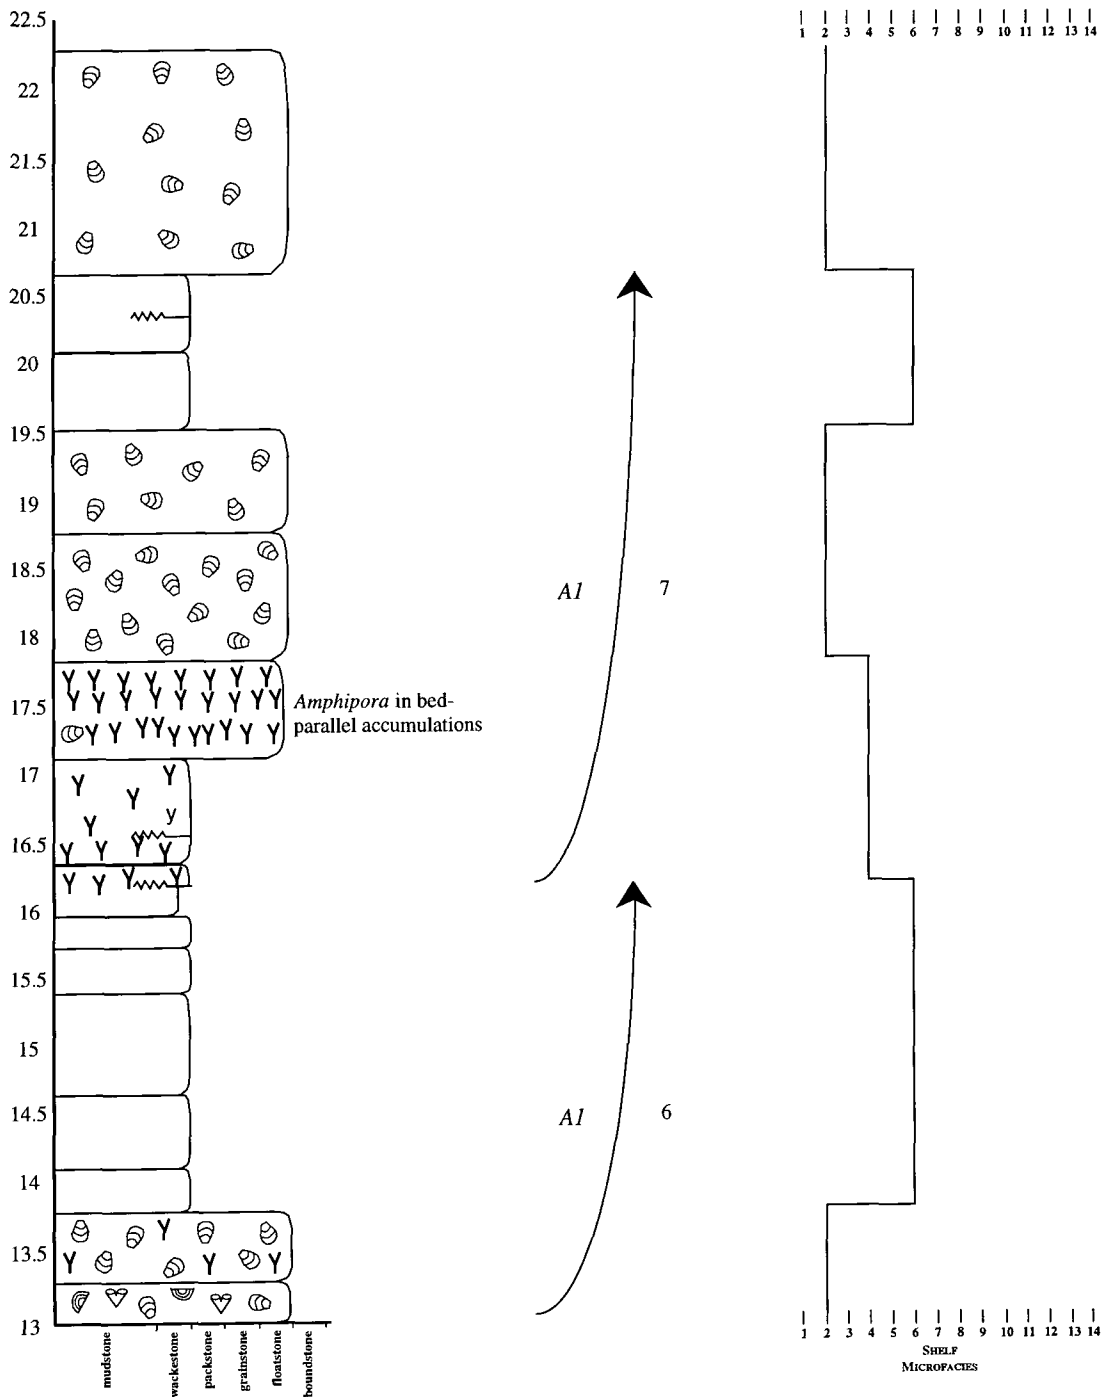 22.5
1 2 3 4 5 6 7 8 9 10 11 12 13 14
22
21.5
21
20.5
20
19.5
19
18.5
A1 7
18
17.5
Amphipora in bed-
parallel accumulations
17
y
16.5
16
15.5
15
14.5
A1 6
14
13.5
13
mudstone
wackestone
packstone
grainstone
floatstone
boundstone
1 2 3 4 5 6 7 8 9 10 11 12 13 14
SHELF
MICROFACIES